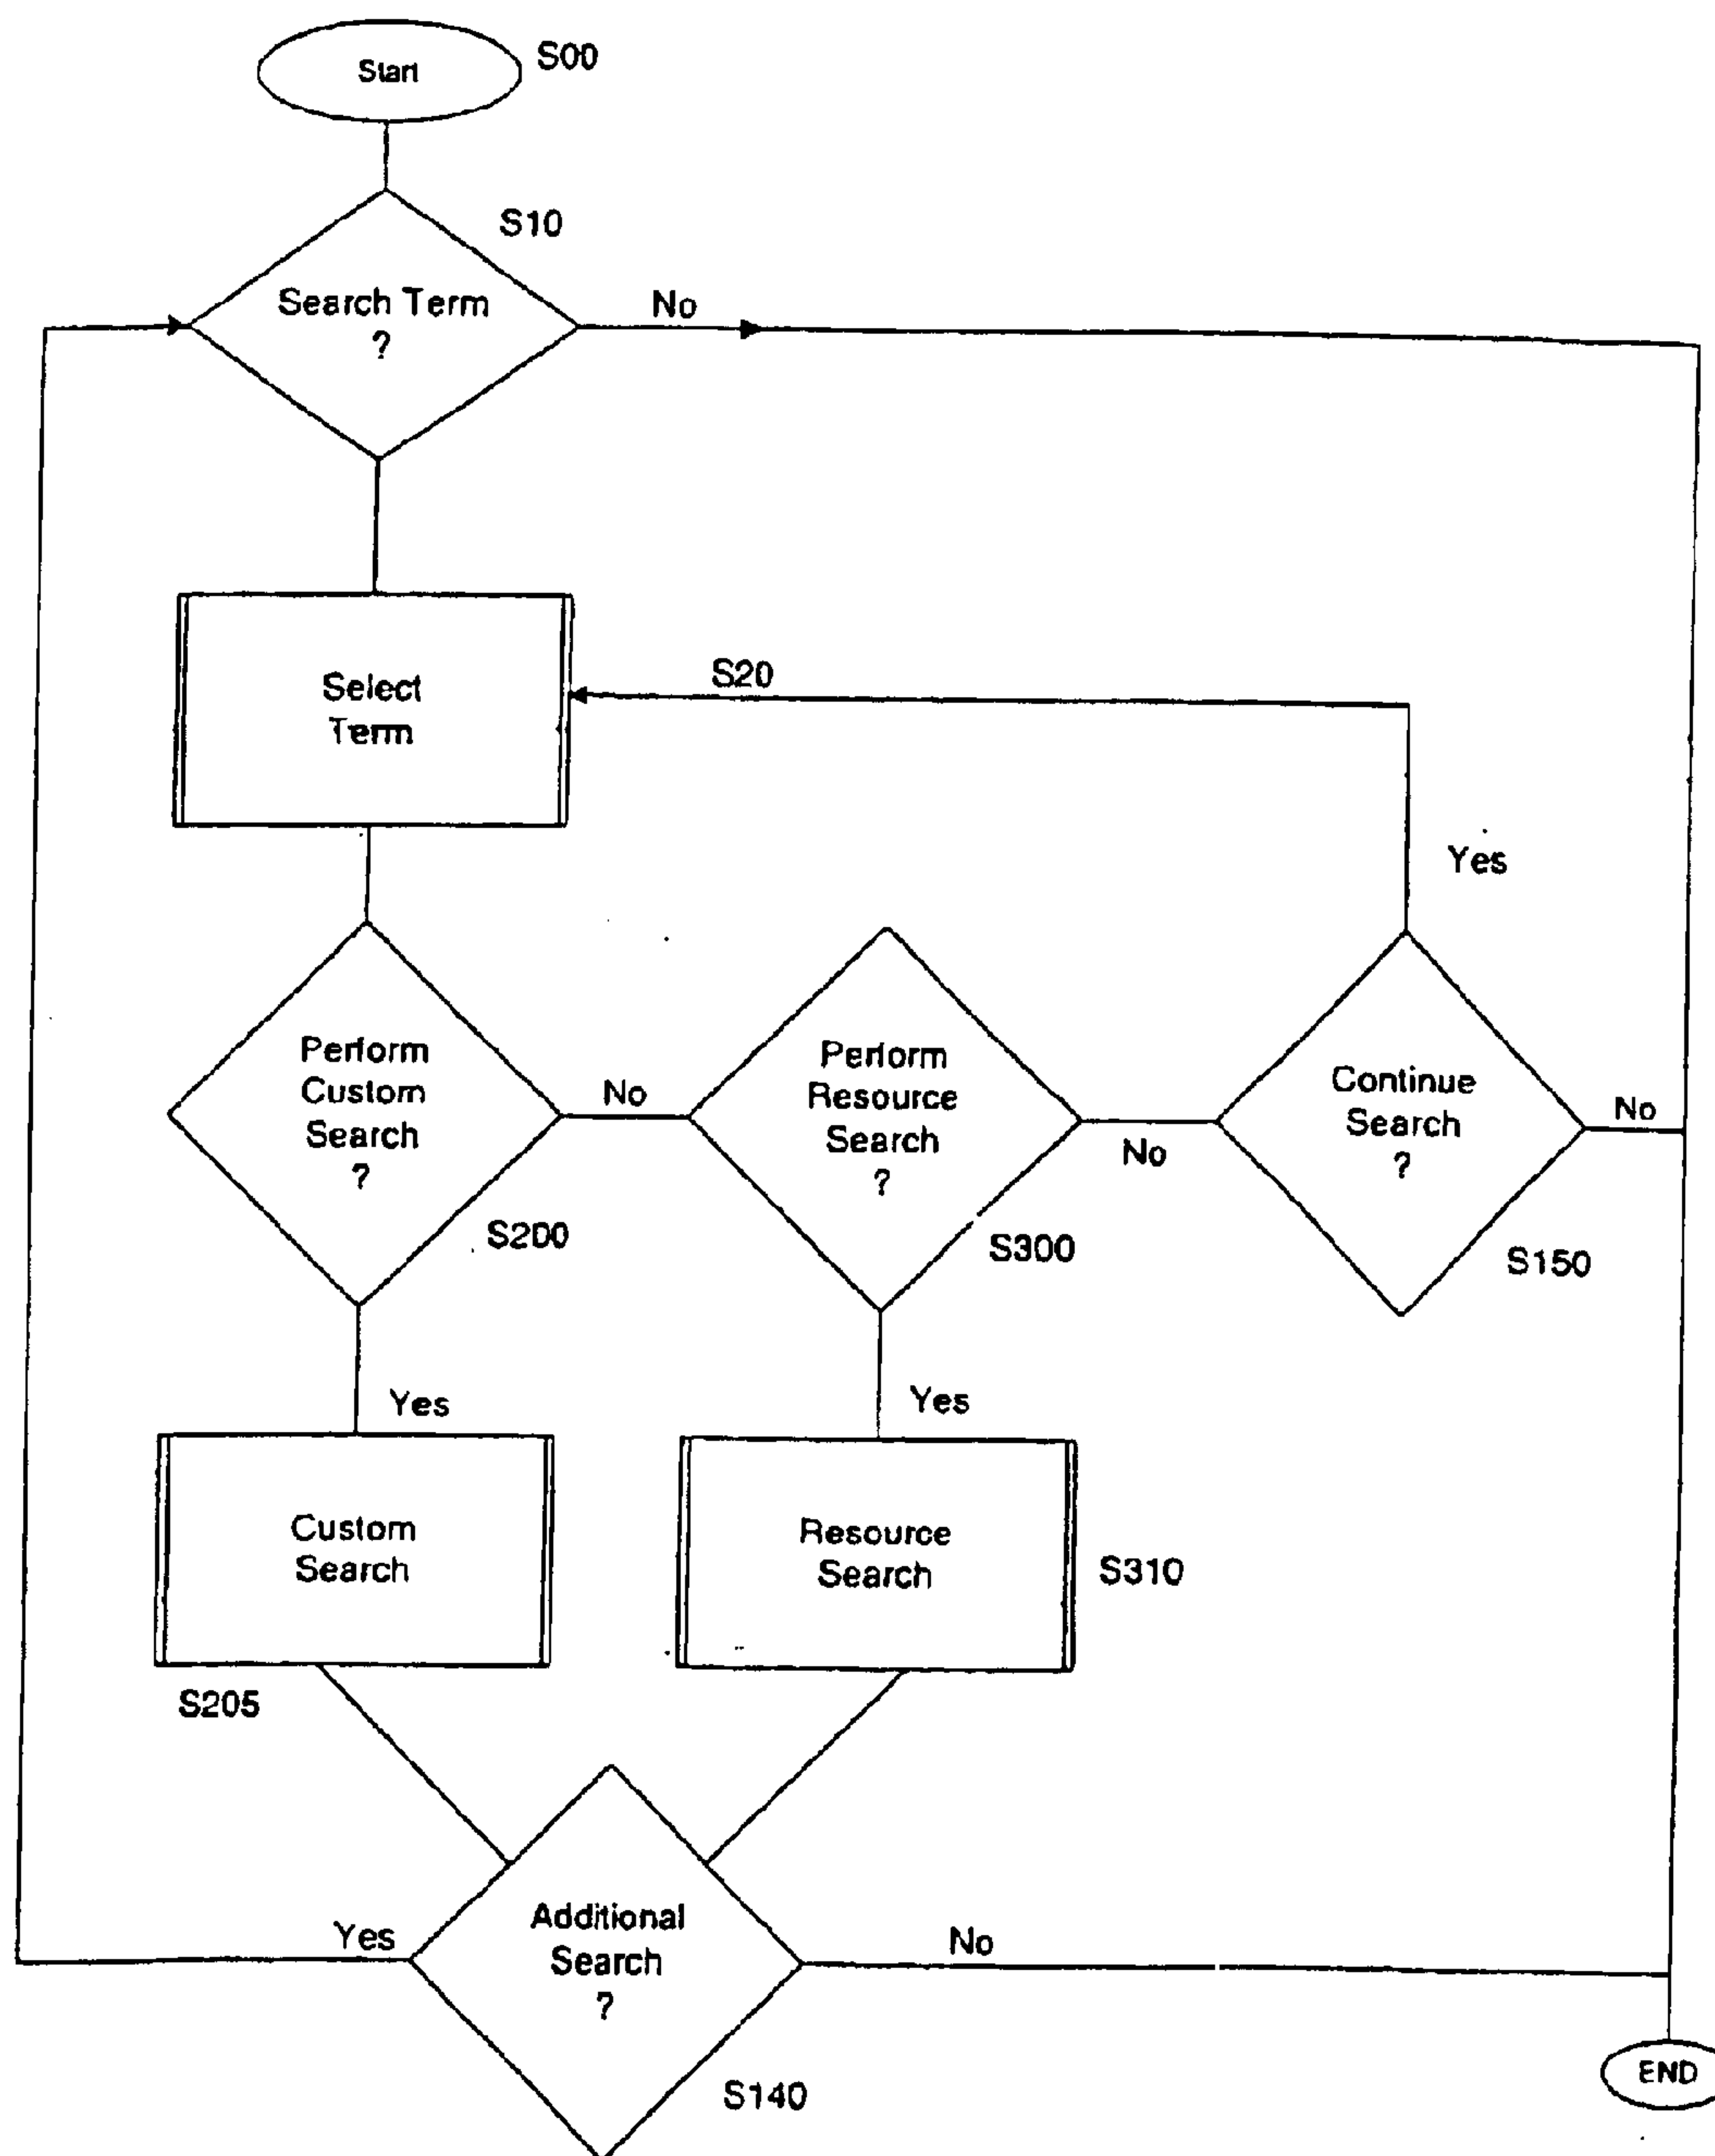 Start
S00
S10
Search Term
?
No
Select
Term
S20
Yes
Perform
Custom
Search
?
No
S200
Perform
Resource
Search
?
No
S300
Continue
Search
?
No
S150
Yes
Yes
Custom
Search
S205
Resource
Search
S310
Yes
Additional
Search
?
No
S140
END